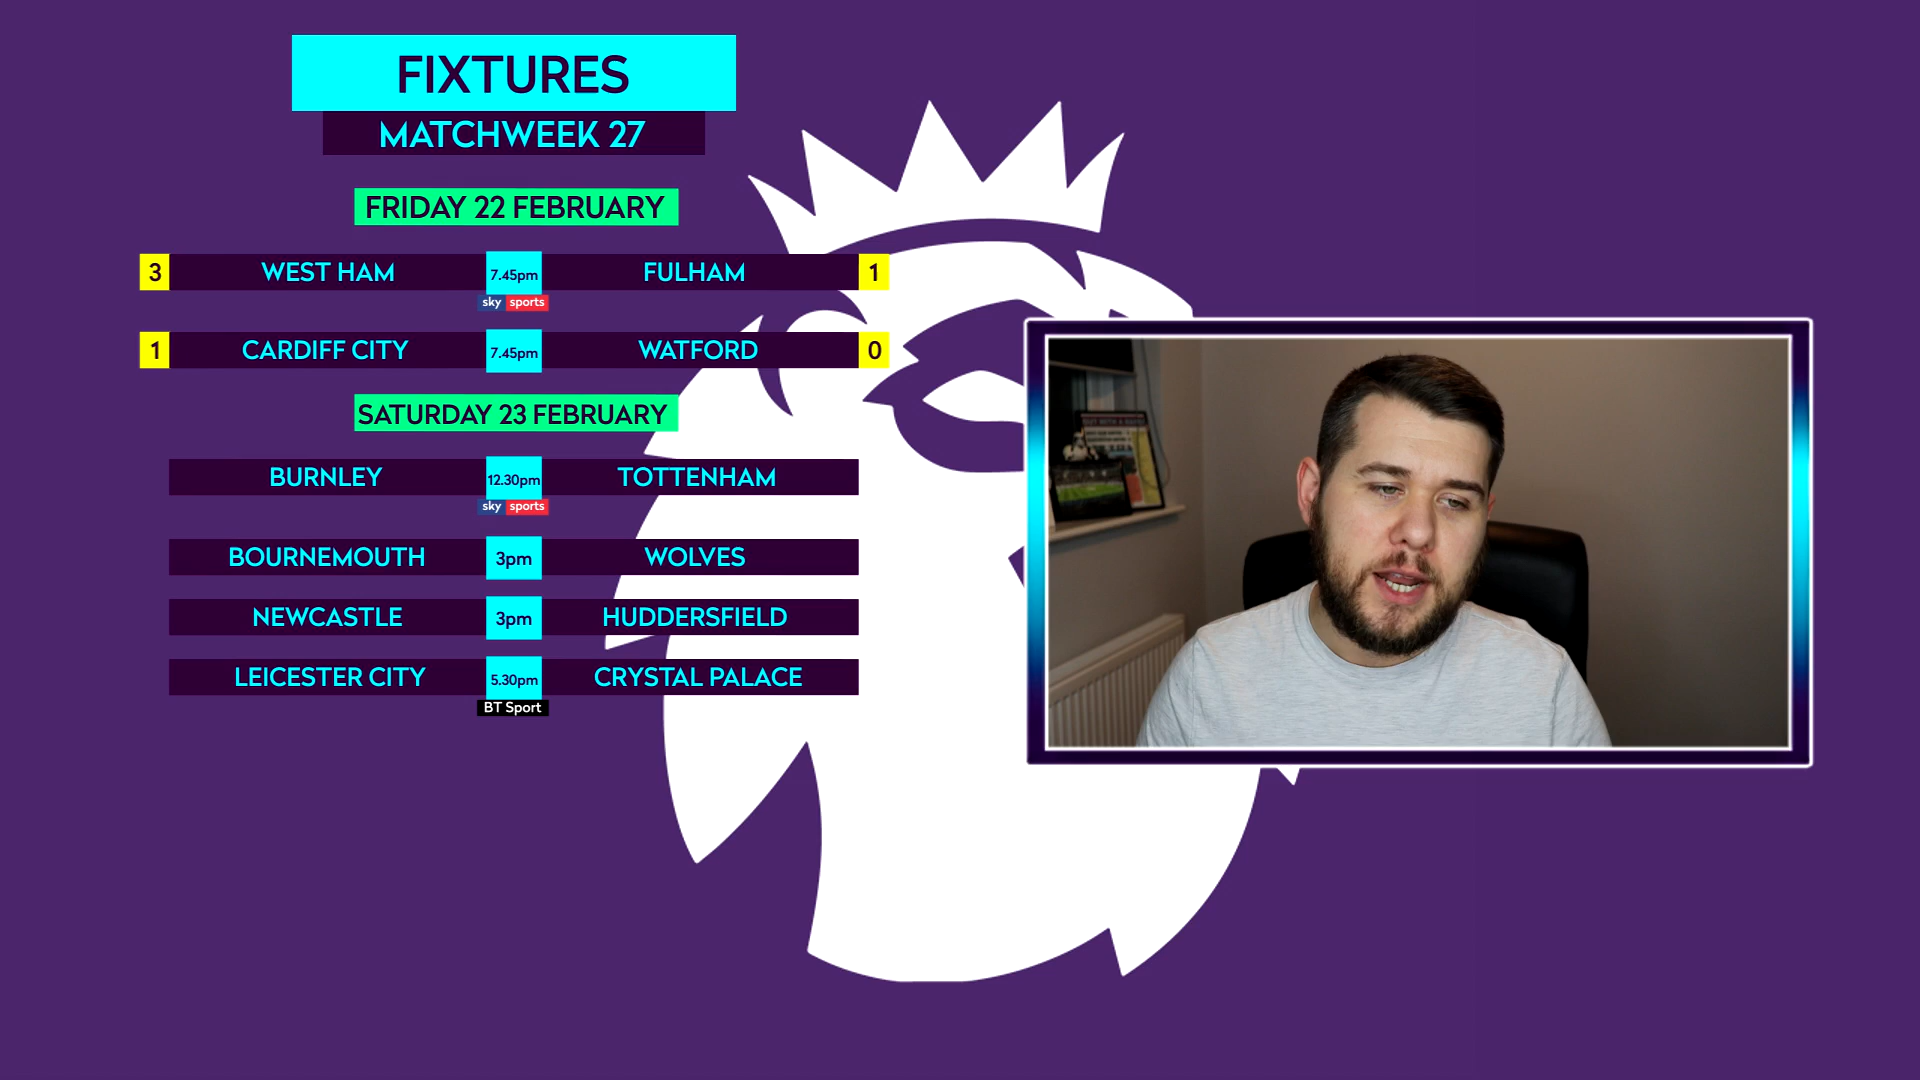 FIXTURES
MATCHWEEK 27
FRIDAY 22 FEBRUARY
3 WEST HAM 7.45pm FULHAM 1
sky sports
1 CARDIFF CITY 7.45pm WATFORD 0
SATURDAY 23 FEBRUARY
BURNLEY 12.30pm TOTTENHAM
sky sports
BOURNEMOUTH 3pm WOLVES
NEWCASTLE 3pm HUDDERSFIELD
LEICESTER CITY 5.30pm CRYSTAL PALACE
BT Sport